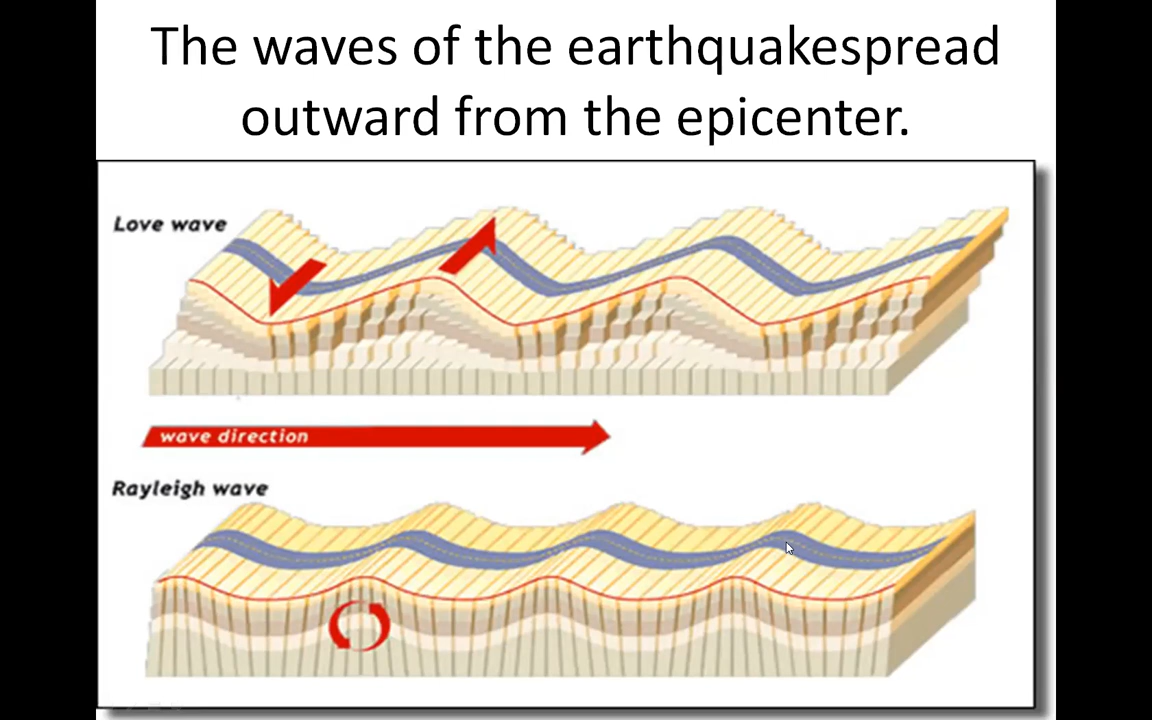 The waves of the earthquakespread
outward from the epicenter.
Love wave
wave direction
Rayleigh wave